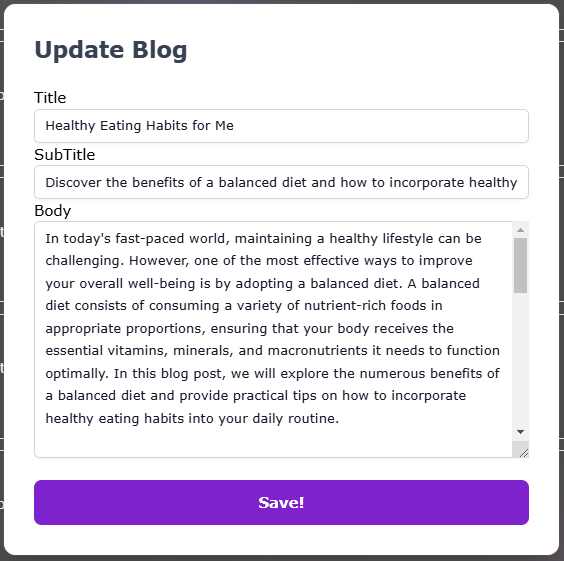 Update Blog
Title
Healthy Eating Habits for Me
SubTitle
Discover the benefits of a balanced diet and how to incorporate healthy
Body
In today's fast-paced world, maintaining a healthy lifestyle can be
challenging. However, one of the most effective ways to improve
your overall well-being is by adopting a balanced diet. A balanced
diet consists of consuming a variety of nutrient-rich foods in
appropriate proportions, ensuring that your body receives the
essential vitamins, minerals, and macronutrients it needs to function
optimally. In this blog post, we will explore the numerous benefits of
a balanced diet and provide practical tips on how to incorporate
healthy eating habits into your daily routine.
Save!